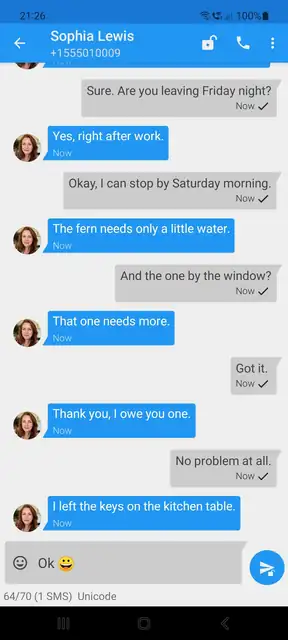 21:26
100%
Sophia Lewis
+1555010009
Now
Sure. Are you leaving Friday night?
Now
Yes, right after work.
Now
Okay, I can stop by Saturday morning.
Now
The fern needs only a little water.
Now
And the one by the window?
Now
That one needs more.
Now
Got it.
Now
Thank you, I owe you one.
Now
No problem at all.
Now
I left the keys on the kitchen table.
Now
Ok 😀
64/70 (1 SMS) Unicode